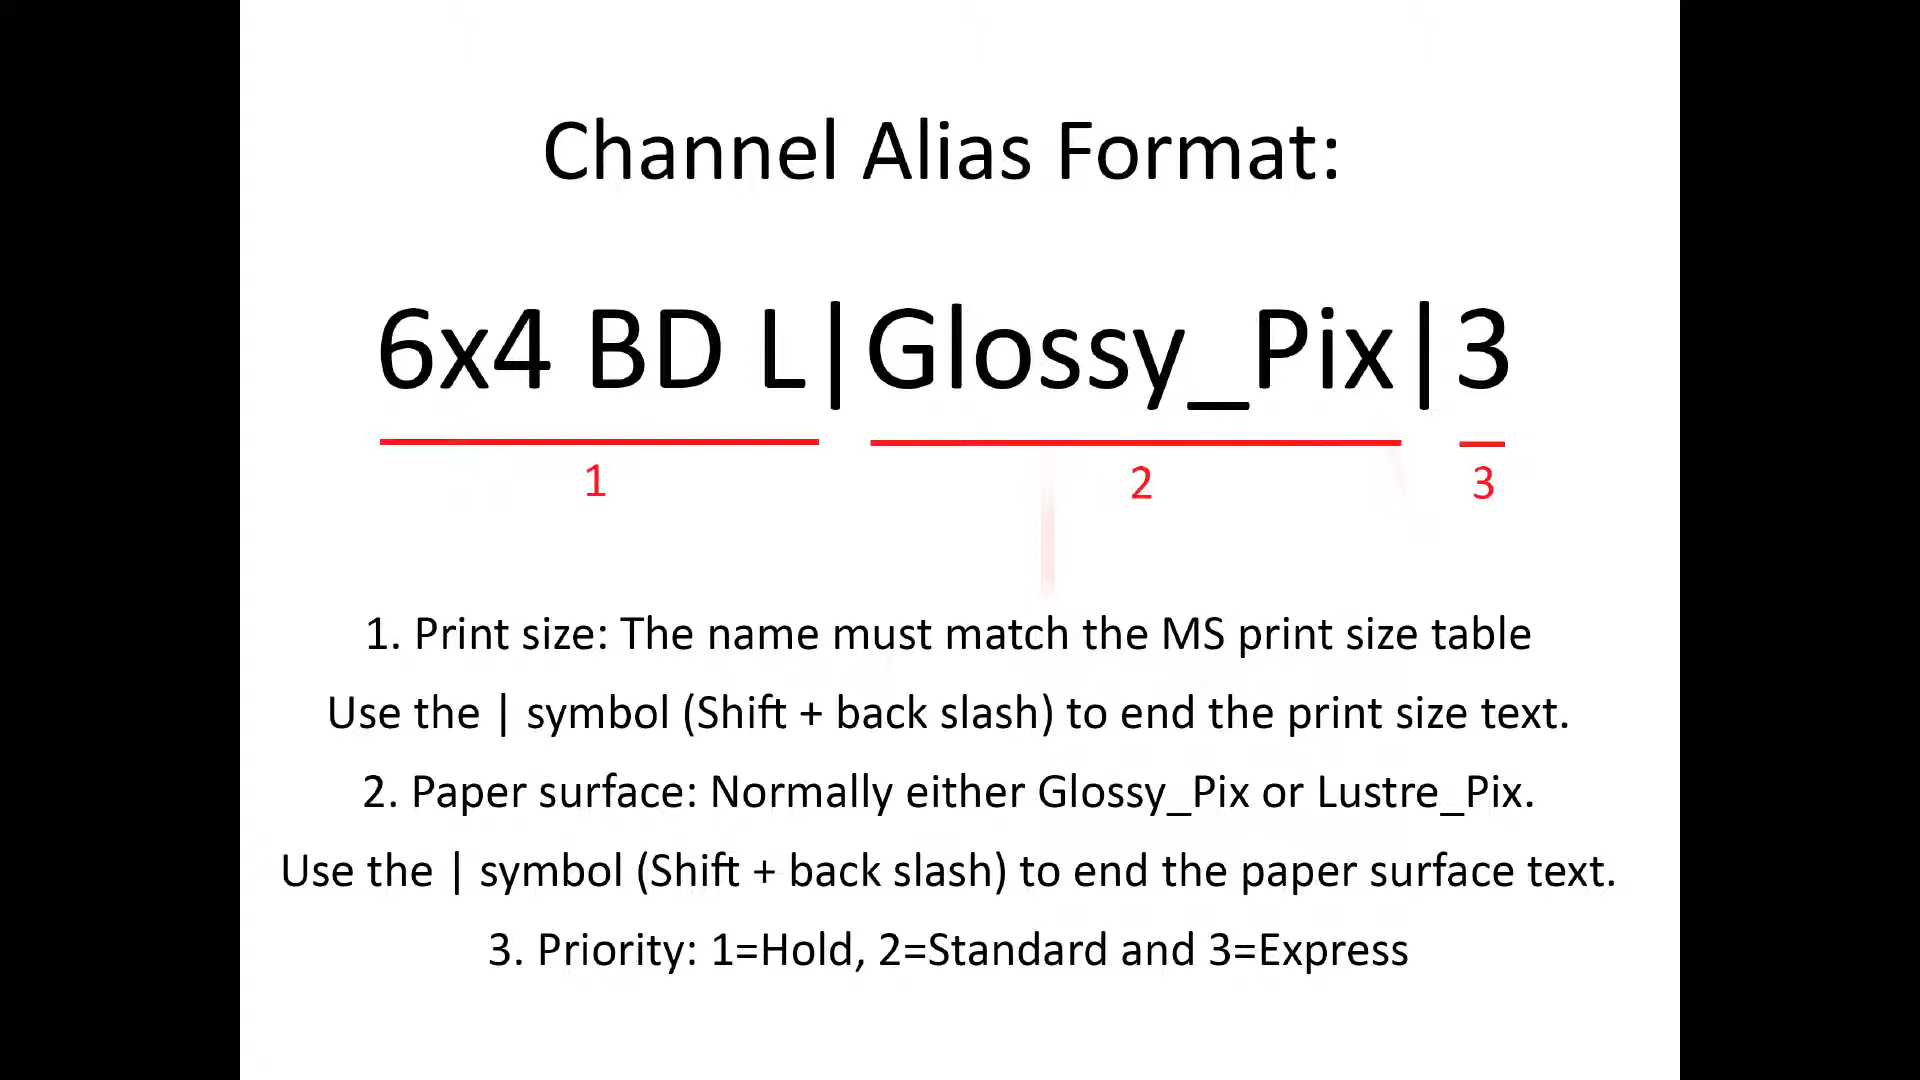 Channel Alias Format:
6x4 BD L|Glossy_Pix|3
1 2 3
1. Print size: The name must match the MS print size table
Use the | symbol (Shift + back slash) to end the print size text.
2. Paper surface: Normally either Glossy_Pix or Lustre_Pix.
Use the | symbol (Shift + back slash) to end the paper surface text.
3. Priority: 1=Hold, 2=Standard and 3=Express